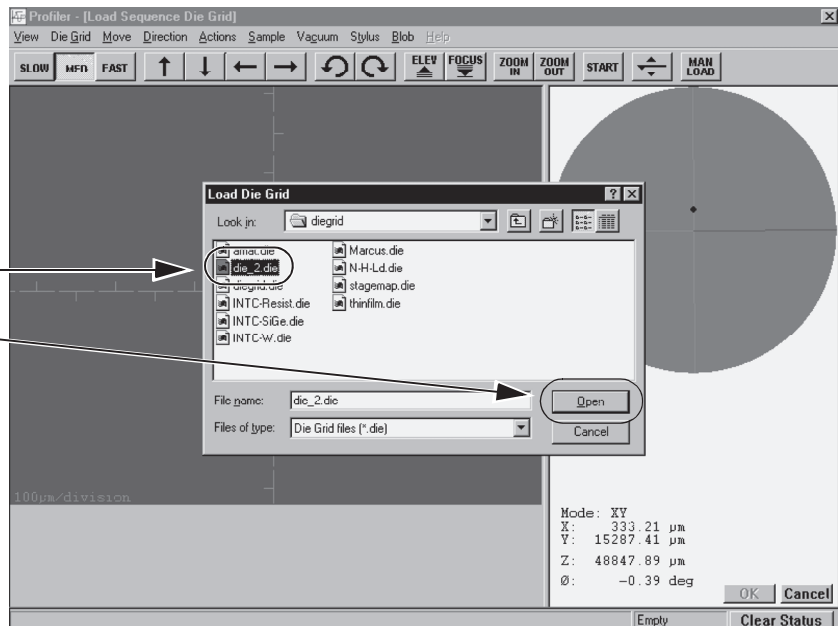 Profiler - [Load Sequence Die Grid]
View Die Grid Move Direction Actions Sample Vacuum Stylus Blob Help
SLOW MED FAST ELEV FOCUS ZOOM IN ZOOM OUT START MAN LOAD
Load Die Grid
Look in: diegrid
amat.die
die_2.die
diegrid.die
INTC-Resist.die
INTC-SiGe.die
INTC-W.die
Marcus.die
N-H-Ld.die
stagemap.die
thinfilm.die
File name: die_2.die
Open
Files of type: Die Grid files (*.die)
Cancel
100µm/division
Mode: XY
X: 333.21 µm
Y: 15287.41 µm
Z: 48847.89 µm
Ø: -0.39 deg
OK Cancel
Empty Clear Status